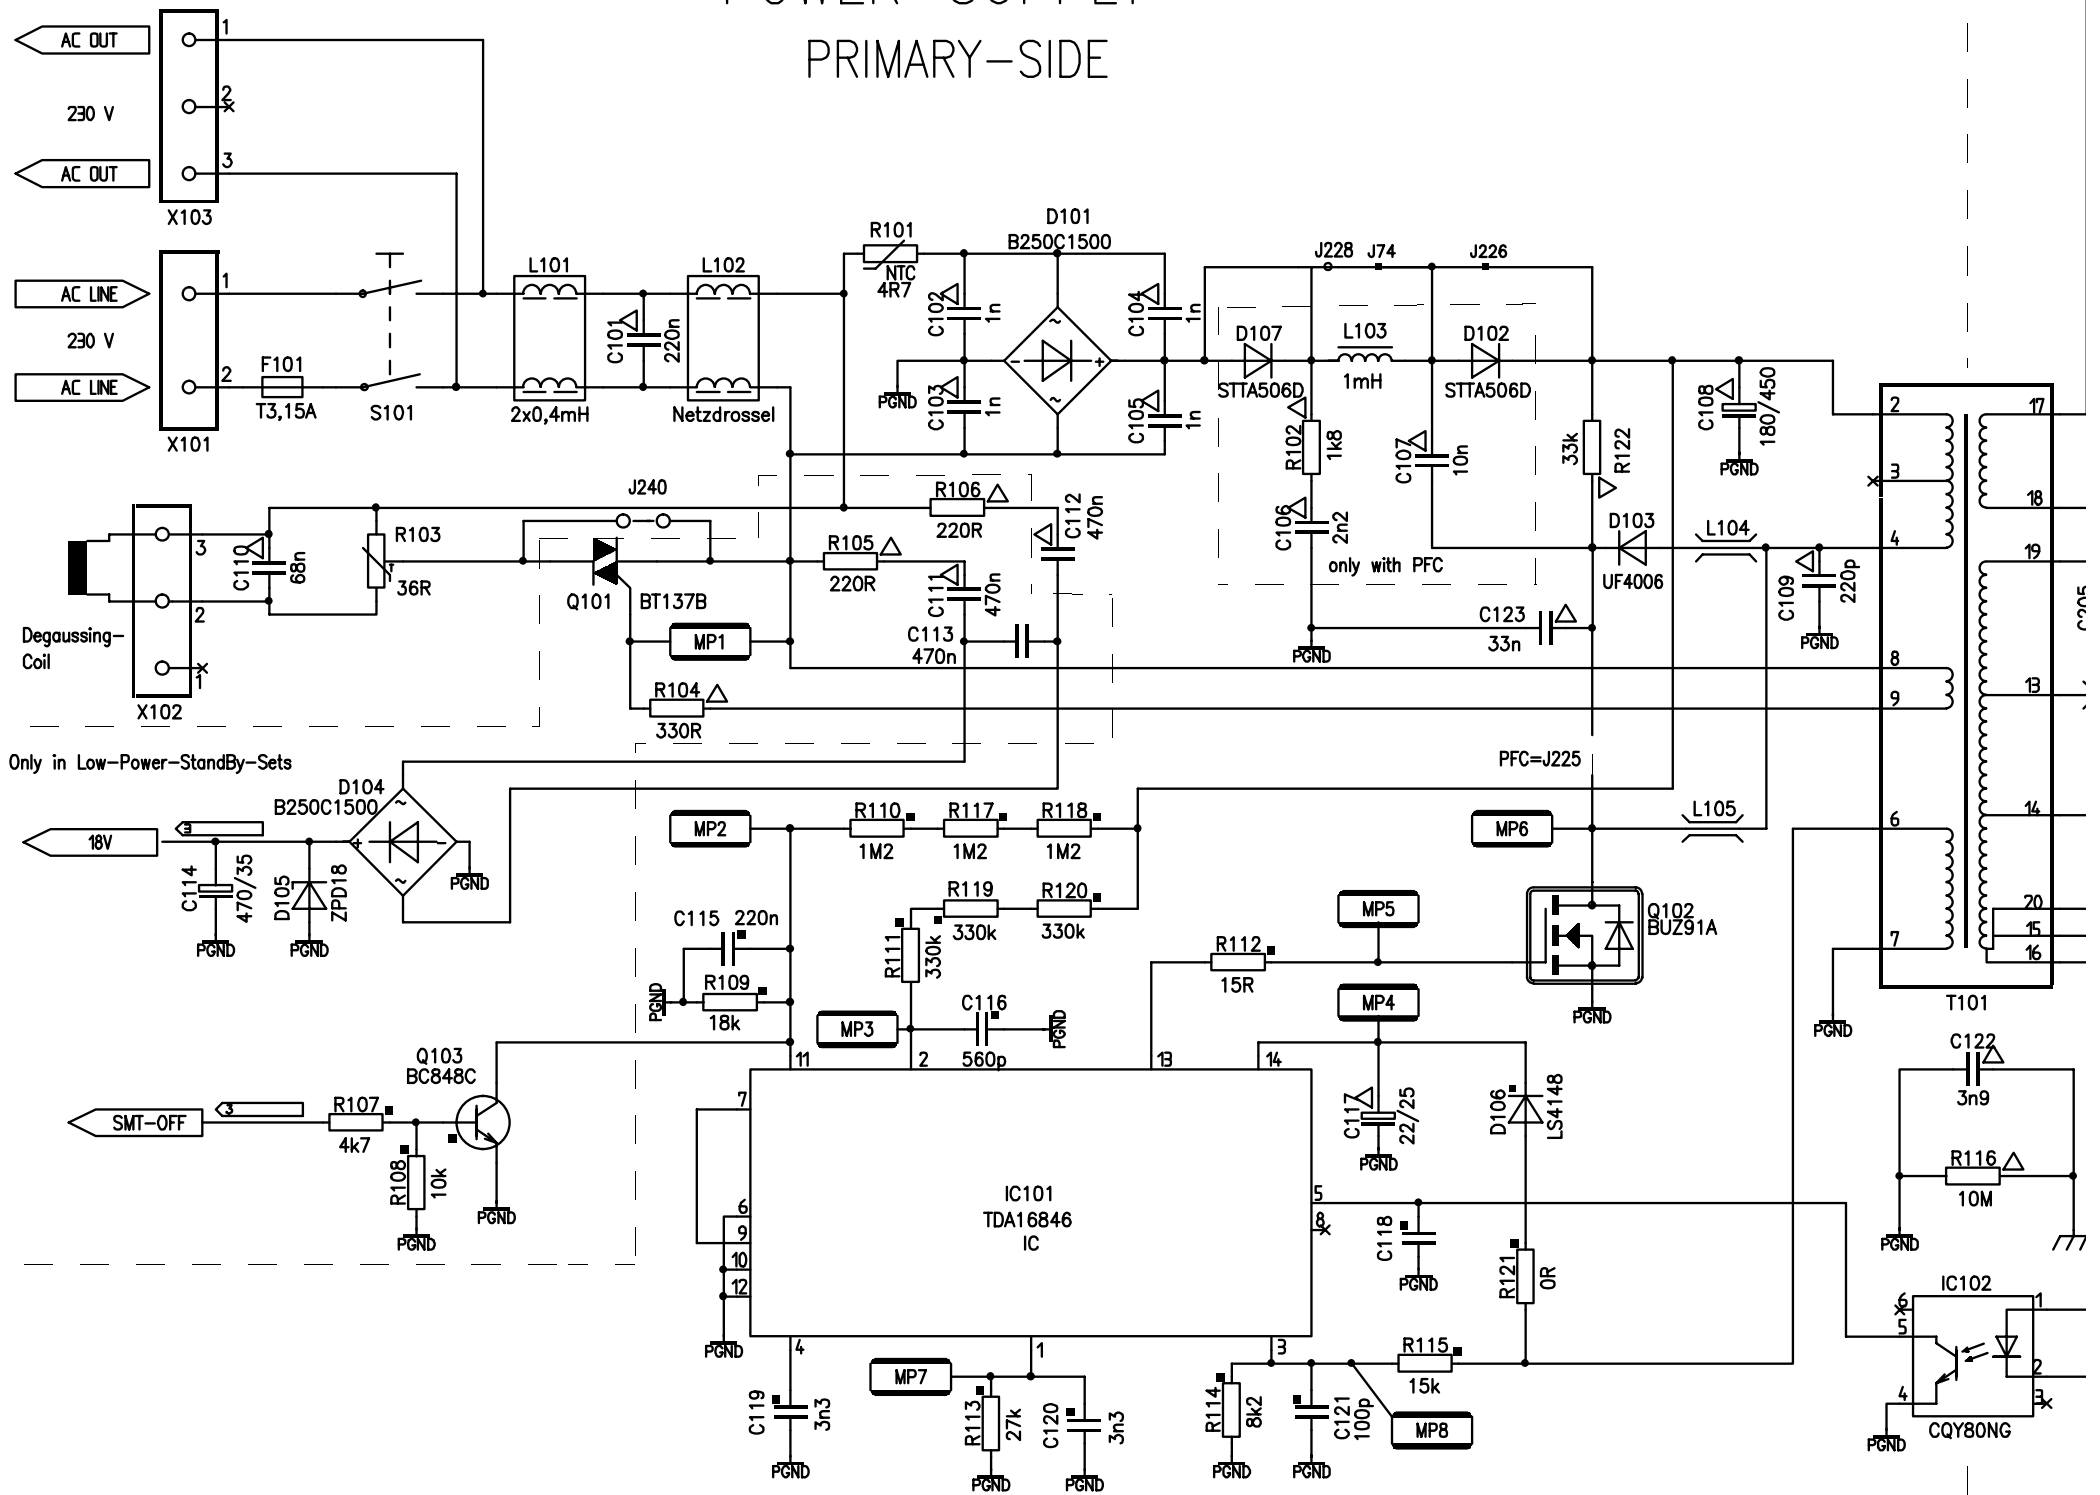 POWER SUPPLY
PRIMARY-SIDE
AC OUT
1
230 V
2
AC OUT
3
X103
AC LINE
1
230 V
AC LINE
2
X101
F101
T3,15A
S101
L101
2x0,4mH
C101
220n
L102
Netzdrossel
R101
NTC
4R7
D101
B250C1500
C102
1n
C104
1n
C103
1n
C105
1n
PGND
J228
J74
J226
D107
STTA506D
L103
1mH
D102
STTA506D
R102
1k8
C106
2n2
C107
10n
only with PFC
33k
R122
C108
180/450
PGND
D103
UF4006
L104
C109
220p
PGND
C123
33n
PGND
Degaussing-
Coil
3
2
1
X102
C110
68n
R103
T
36R
J240
Q101
BT137B
R106
220R
R105
220R
C112
470n
C111
470n
C113
470n
MP1
R104
330R
2
3
4
8
9
6
7
17
18
19
13
14
20
15
16
T101
C205
Only in Low-Power-StandBy-Sets
D104
B250C1500
18V
3
C114
470/35
PGND
D105
ZPD18
PGND
PGND
PFC=J225
L105
MP6
MP2
R110
1M2
R117
1M2
R118
1M2
R119
330k
R120
330k
R111
330k
C115 220n
R109
18k
PGND
MP3
C116
560p
PGND
MP5
R112
15R
Q102
BUZ91A
PGND
PGND
MP4
C117
22/25
PGND
D106
LS4148
Q103
BC848C
SMT-OFF
3
R107
4k7
R108
10k
PGND
PGND
11
2
13
14
7
6
9
10
12
5
8
4
1
3
IC101
TDA16846
IC
PGND
C118
PGND
R121
0R
C122
3n9
R116
10M
PGND
IC102
6
5
4
1
2
3
CQY80NG
PGND
C119
3n3
PGND
MP7
R113
27k
PGND
C120
3n3
PGND
R114
8k2
PGND
C121
100p
PGND
R115
15k
MP8